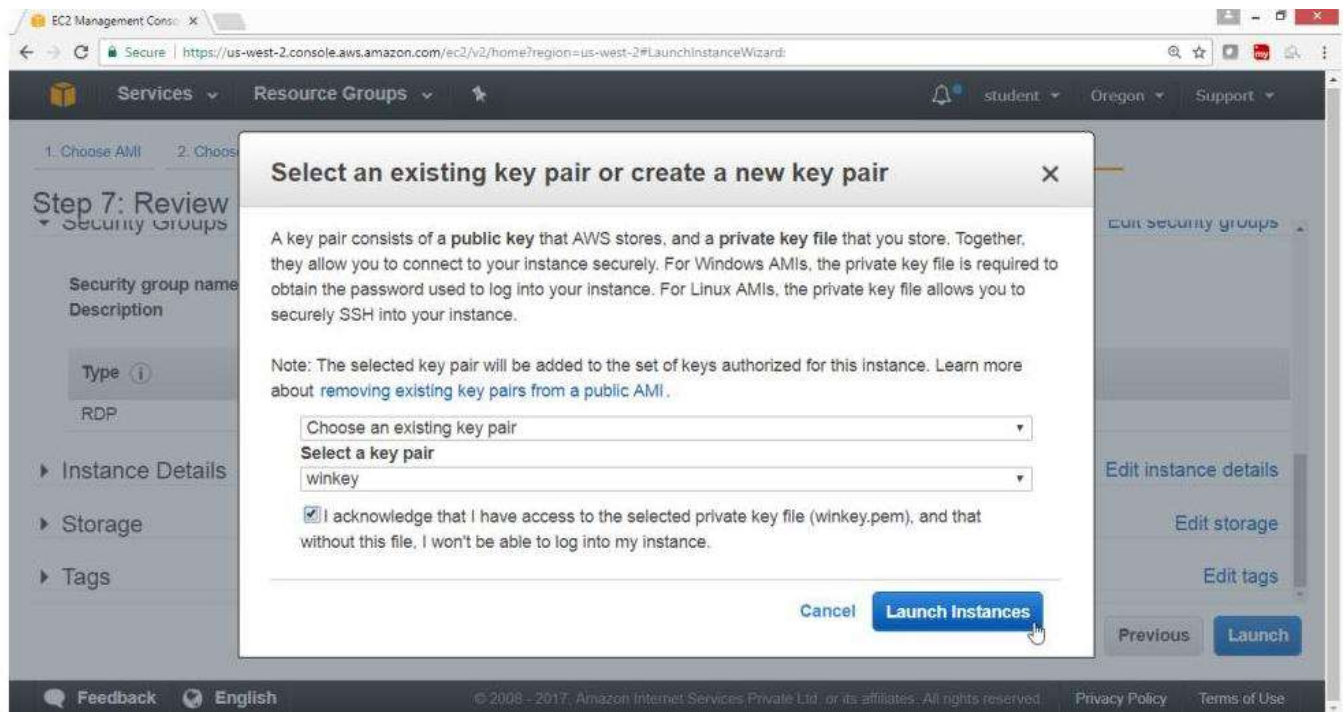 EC2 Management Conso
Secure | https://us-west-2.console.aws.amazon.com/ec2/v2/home?region=us-west-2#LaunchInstanceWizard:
Services Resource Groups student Oregon Support
1. Choose AMI 2. Choos
Step 7: Review
Security Groups Edit security groups
Security group name
Description
Type
RDP
Instance Details Edit instance details
Storage Edit storage
Tags Edit tags
Select an existing key pair or create a new key pair
A key pair consists of a public key that AWS stores, and a private key file that you store. Together,
they allow you to connect to your instance securely. For Windows AMIs, the private key file is required to
obtain the password used to log into your instance. For Linux AMIs, the private key file allows you to
securely SSH into your instance.
Note: The selected key pair will be added to the set of keys authorized for this instance. Learn more
about removing existing key pairs from a public AMI.
Choose an existing key pair
Select a key pair
winkey
I acknowledge that I have access to the selected private key file (winkey.pem), and that
without this file, I won't be able to log into my instance.
Cancel Launch Instances
Previous Launch
Feedback English © 2008 - 2017, Amazon Internet Services Private Ltd. or its affiliates. All rights reserved. Privacy Policy Terms of Use